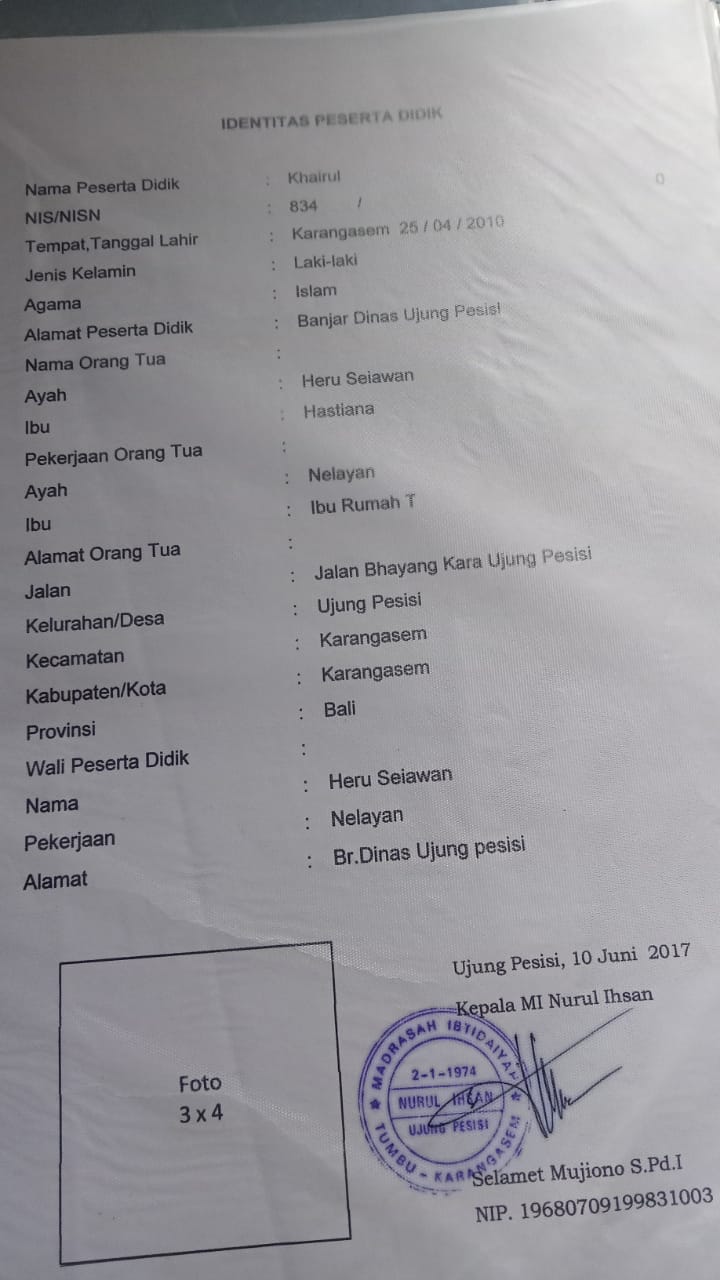 IDENTITAS PESERTA DIDIK
Nama Peserta Didik : Khairul 0
NIS/NISN : 834 /
Tempat,Tanggal Lahir : Karangasem 25 / 04 / 2010
Jenis Kelamin : Laki-laki
Agama : Islam
Alamat Peserta Didik : Banjar Dinas Ujung Pesisi
Nama Orang Tua :
Ayah : Heru Seiawan
Ibu : Hastiana
Pekerjaan Orang Tua :
Ayah : Nelayan
Ibu : Ibu Rumah T
Alamat Orang Tua :
Jalan : Jalan Bhayang Kara Ujung Pesisi
Kelurahan/Desa : Ujung Pesisi
Kecamatan : Karangasem
Kabupaten/Kota : Karangasem
Provinsi : Bali
Wali Peserta Didik :
Nama : Heru Seiawan
Pekerjaan : Nelayan
Alamat : Br.Dinas Ujung pesisi
Ujung Pesisi, 10 Juni 2017
Kepala MI Nurul Ihsan
MADRASAH IBTIDAIYAH
2-1-1974
NURUL IHSAN
UJUNG PESISI
TUMBU - KARANGASEM
Foto
3 x 4
Selamet Mujiono S.Pd.I
NIP. 19680709199831003